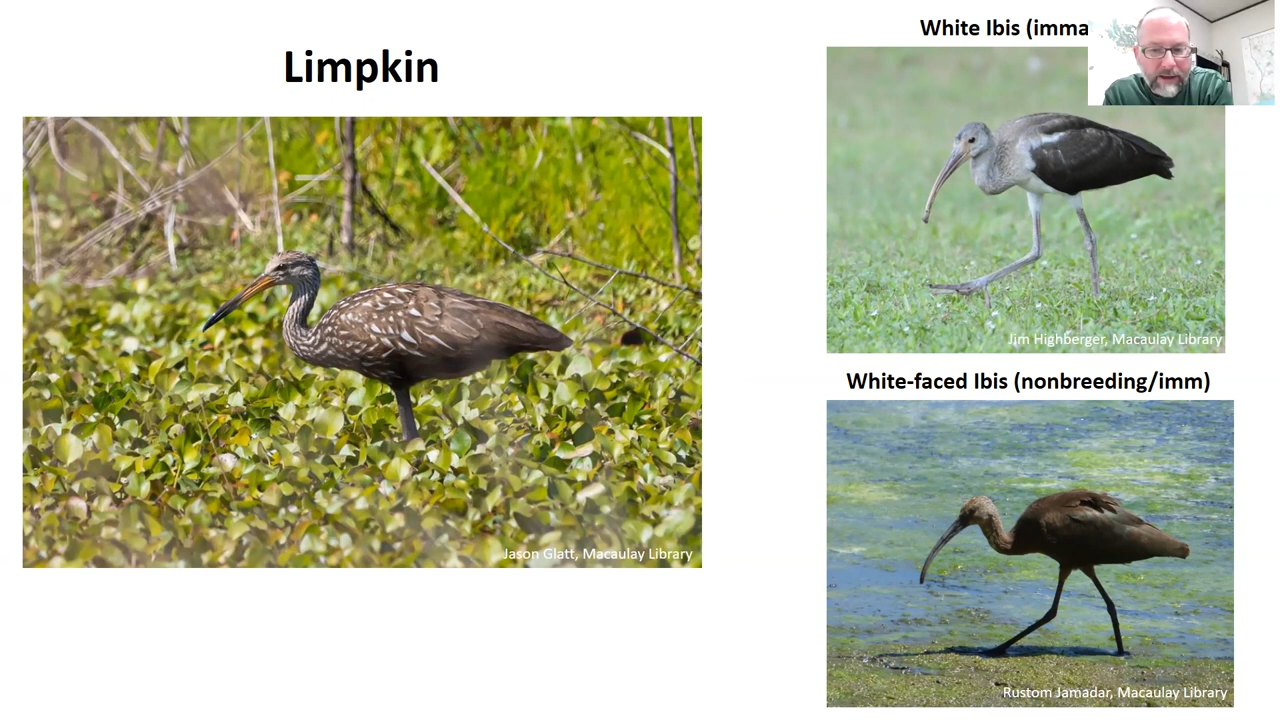 Limpkin
Jason Glatt, Macaulay Library
White Ibis (imma
Jim Highberger, Macaulay Library
White-faced Ibis (nonbreeding/imm)
Rustom Jamadar, Macaulay Library